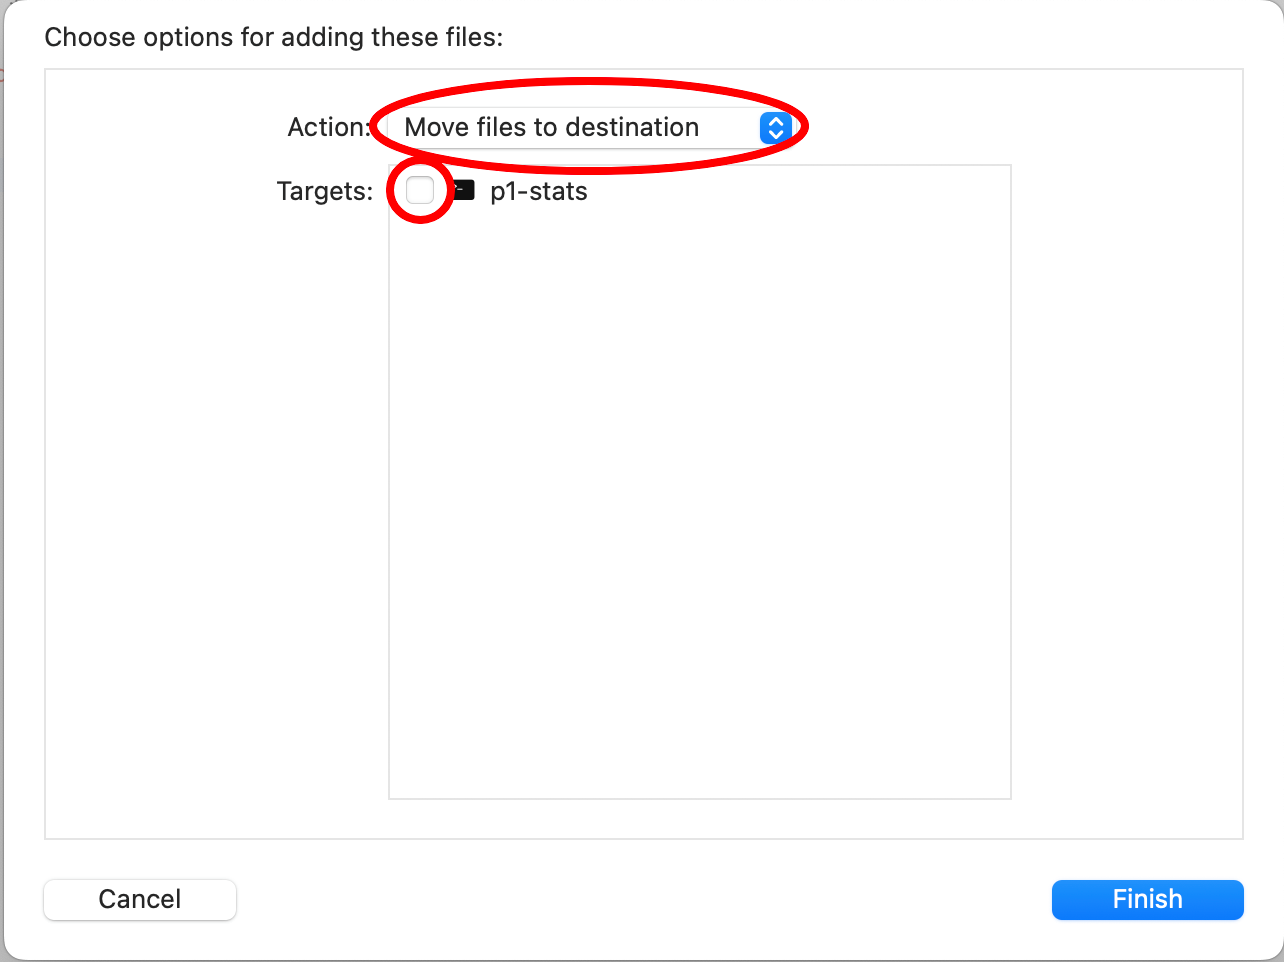 Choose options for adding these files:
Action: Move files to destination
Targets: p1-stats
Cancel
Finish